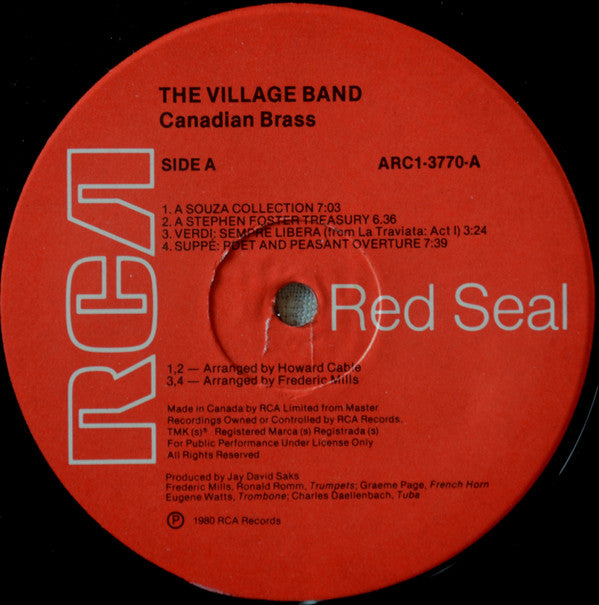 THE VILLAGE BAND
Canadian Brass
SIDE A ARC1-3770-A
1. A SOUZA COLLECTION 7:03
2. A STEPHEN FOSTER TREASURY 6.36
3. VERDI: SEMPRE LIBERA (from La Traviata: Act I) 3:24
4. SUPPÉ: POET AND PEASANT OVERTURE 7:39
RCA
Red Seal
1,2 — Arranged by Howard Cable
3,4 — Arranged by Frederic Mills
Made in Canada by RCA Limited from Master
Recordings Owned or Controlled by RCA Records.
TMK (s)® Registered Marca (s) Registrada (s)
For Public Performance Under License Only
All Rights Reserved
Produced by Jay David Saks
Frederic Mills, Ronald Romm, Trumpets; Graeme Page, French Horn
Eugene Watts, Trombone; Charles Daellenbach, Tuba
℗ 1980 RCA Records